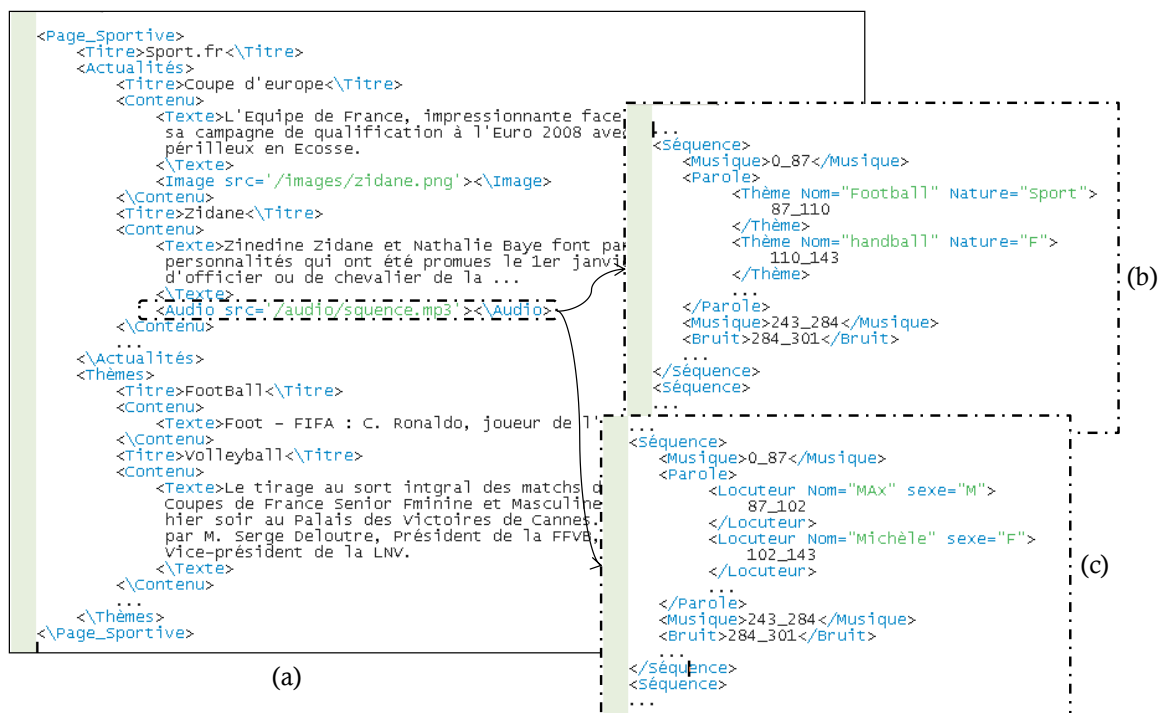 <Page_Sportive>
<Titre>Sport.fr<\Titre>
<Actualités>
<Titre>Coupe d'europe<\Titre>
<Contenu>
<Texte>L'Equipe de France, impressionnante face
sa campagne de qualification à l'Euro 2008 ave
périlleux en Ecosse.
<\Texte>
<Image src='/images/zidane.png'><\Image>
<\Contenu>
<Titre>Zidane<\Titre>
<Contenu>
<Texte>Zinedine Zidane et Nathalie Baye font pa
personnalités qui ont été promues le 1er janvi
d'officier ou de chevalier de la ...
<\Texte>
<Audio src='/audio/squence.mp3'><\Audio>
<\Contenu>
...
<\Actualités>
<Thèmes>
<Titre>FootBall<\Titre>
<Contenu>
<Texte>Foot - FIFA : C. Ronaldo, joueur de l'
<\Contenu>
<Titre>Volleyball<\Titre>
<Contenu>
<Texte>Le tirage au sort intgral des matchs d
Coupes de France Senior Fminine et Masculine
hier soir au Palais des Victoires de Cannes.
par M. Serge Deloutre, Président de la FFVB,
Vice-président de la LNV.
<\Texte>
<\Contenu>
...
<\Thèmes>
<\Page_Sportive>
(a)
...
<Séquence>
<Musique>0_87</Musique>
<Parole>
<Thème Nom="Football" Nature="Sport">
87_110
</Thème>
<Thème Nom="handball" Nature="F">
110_143
</Thème>
...
</Parole>
<Musique>243_284</Musique>
<Bruit>284_301</Bruit>
...
</Séquence>
<Séquence>
...
(b)
...
<Séquence>
<Musique>0_87</Musique>
<Parole>
<Locuteur Nom="MAx" sexe="M">
87_102
</Locuteur>
<Locuteur Nom="Michèle" sexe="F">
102_143
</Locuteur>
...
</Parole>
<Musique>243_284</Musique>
<Bruit>284_301</Bruit>
...
</Séquence>
<Séquence>
...
(c)